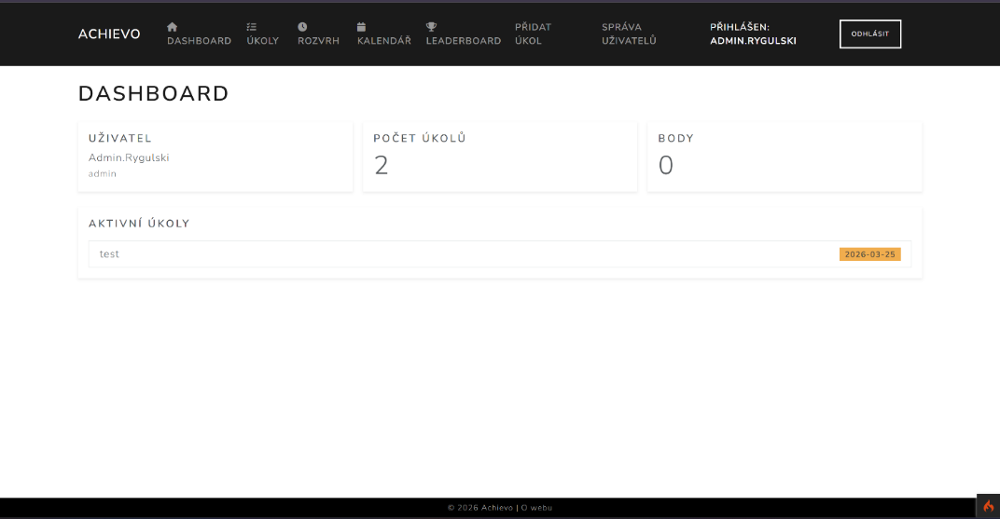 ACHIEVO
DASHBOARD
ÚKOLY
ROZVRH
KALENDÁŘ
LEADERBOARD
PŘIDAT
ÚKOL
SPRÁVA
UŽIVATELŮ
PŘIHLÁŠEN:
ADMIN.RYGULSKI
ODHLÁSIT
DASHBOARD
UŽIVATEL
Admin.Rygulski
admin
POČET ÚKOLŮ
2
BODY
0
AKTIVNÍ ÚKOLY
test
2026-03-25
© 2026 Achievo | O webu